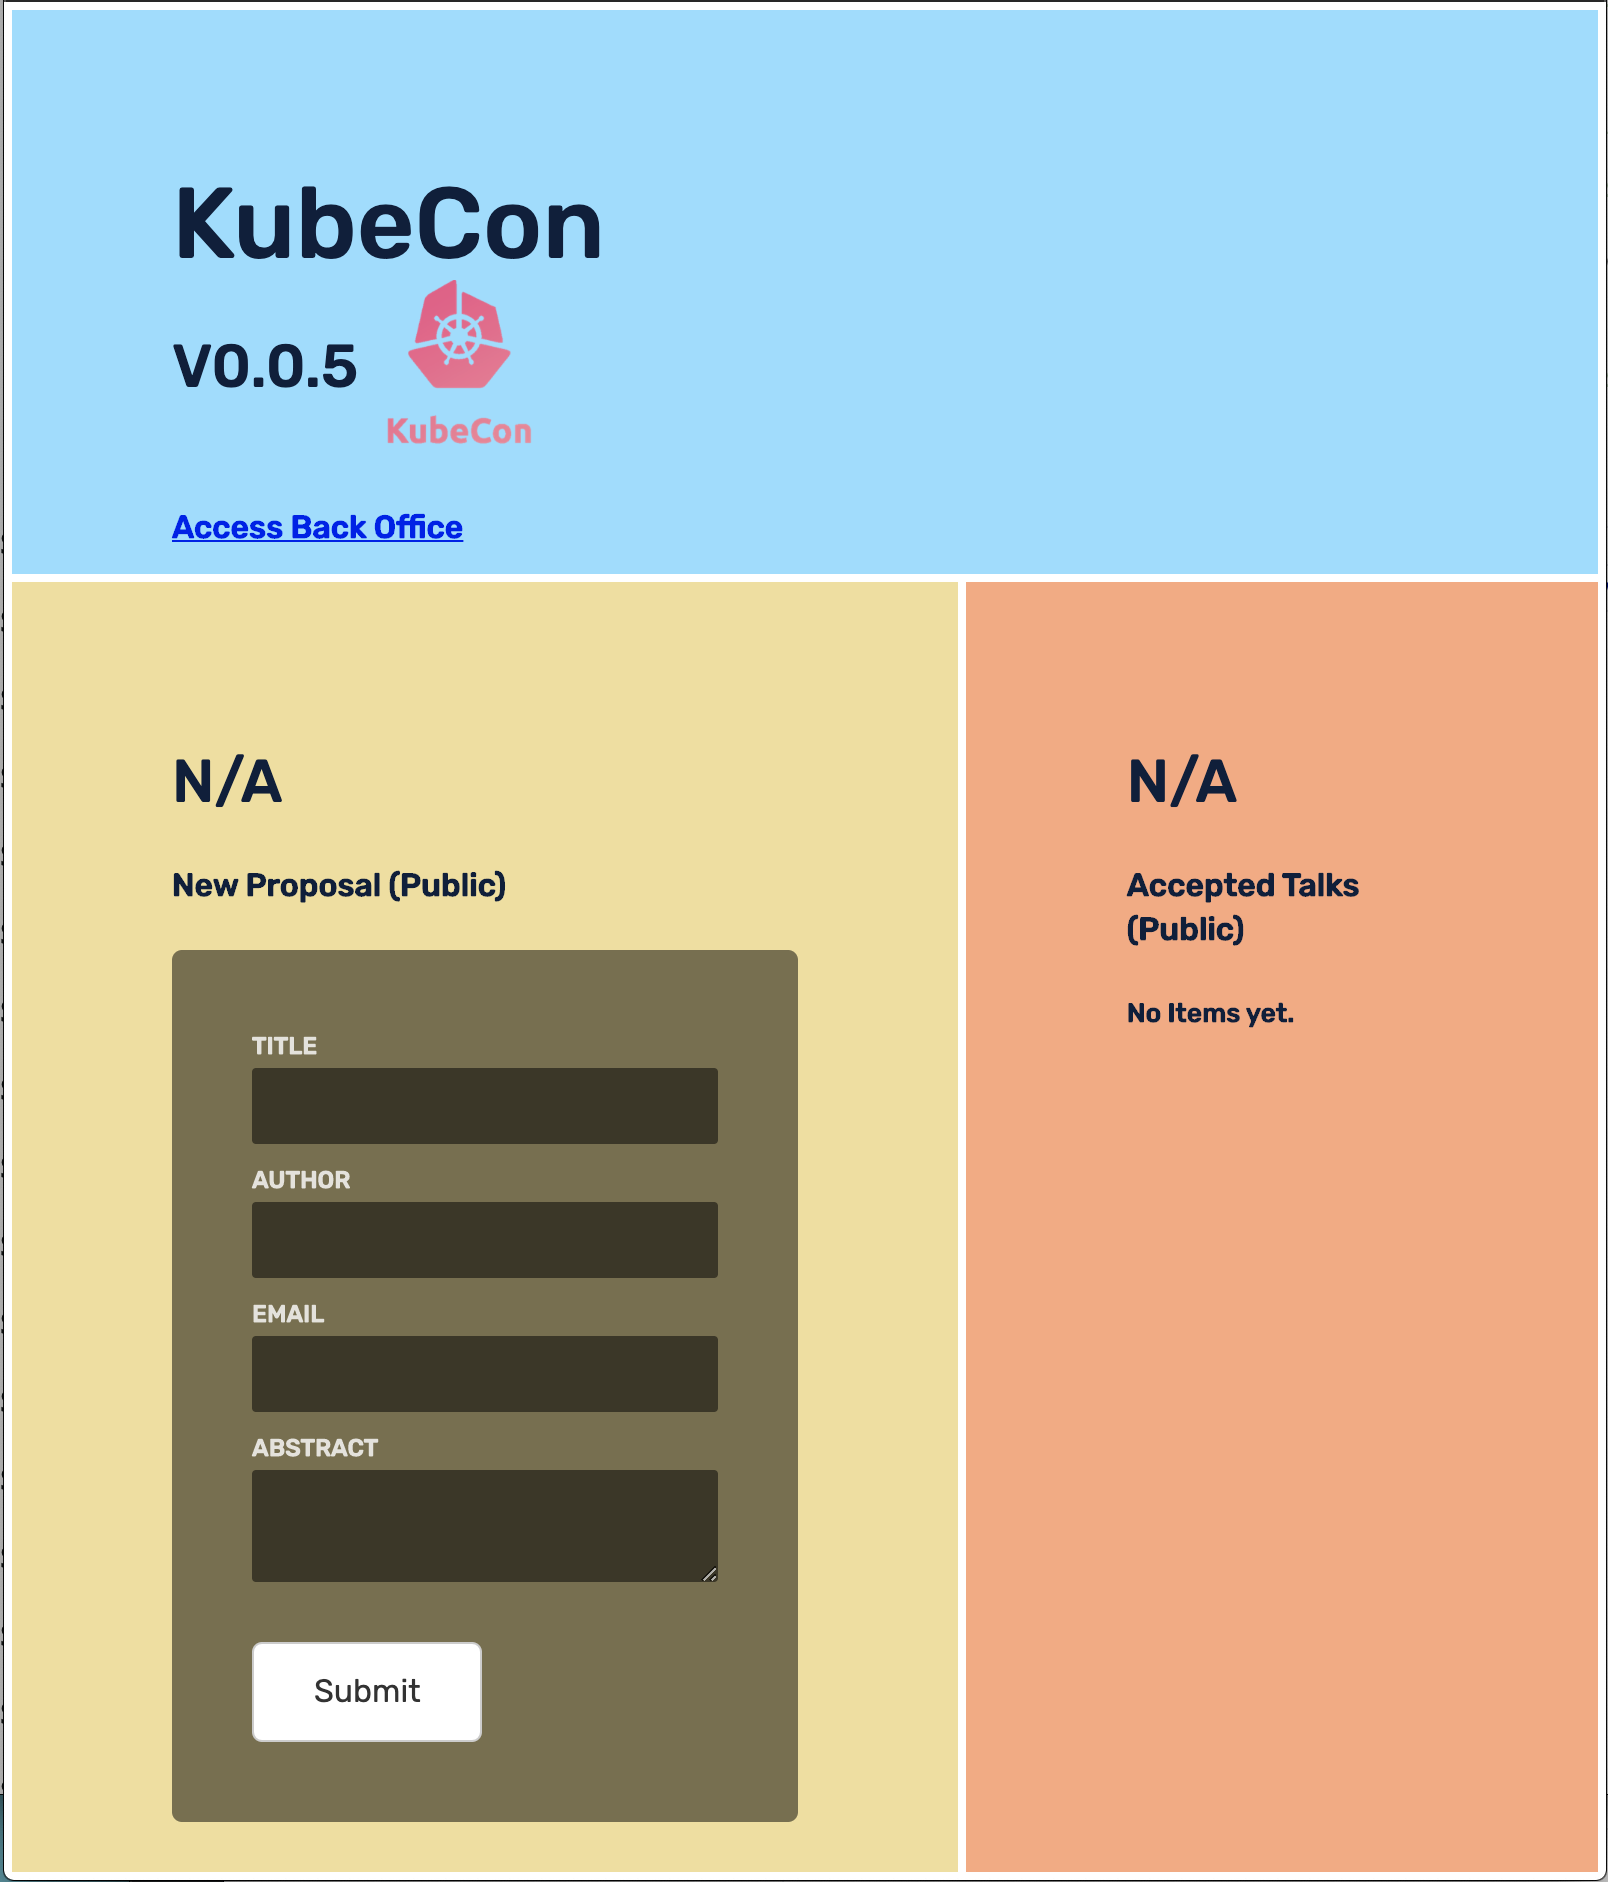 KubeCon
V0.0.5
KubeCon
Access Back Office
N/A
New Proposal (Public)
TITLE
AUTHOR
EMAIL
ABSTRACT
Submit
N/A
Accepted Talks
(Public)
No Items yet.